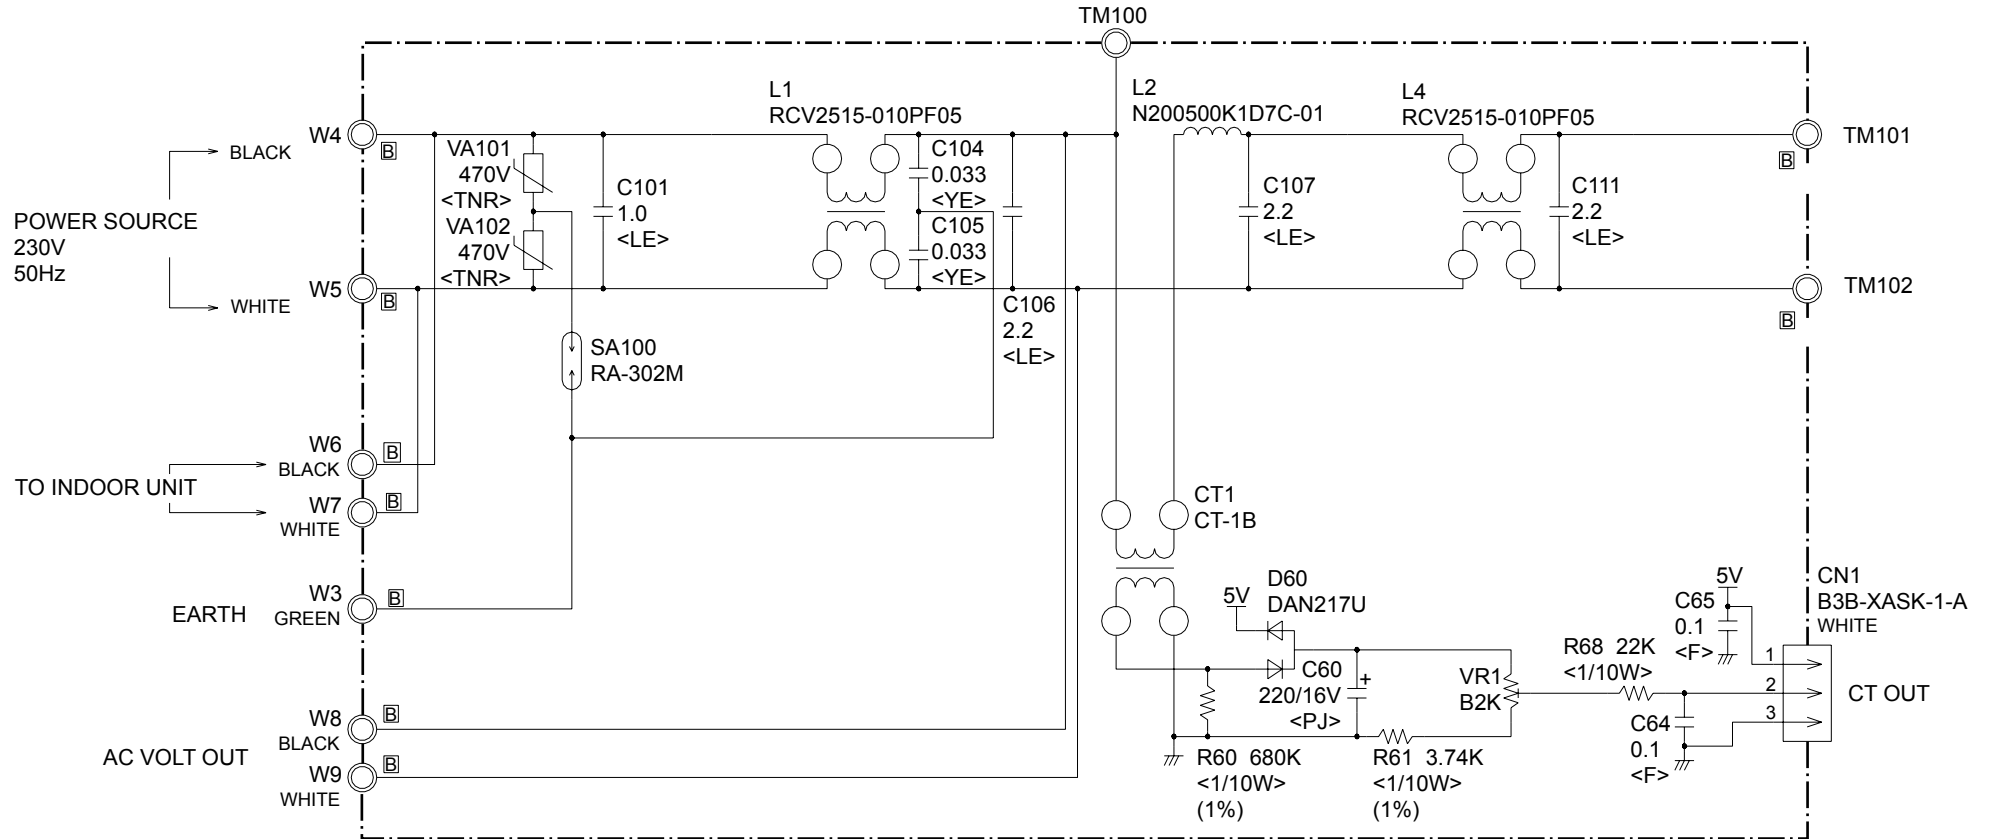 TM100
L1
RCV2515-010PF05
L2
N200500K1D7C-01
L4
RCV2515-010PF05
W4
B
BLACK
VA101
470V
<TNR>
VA102
470V
<TNR>
C101
1.0
<LE>
C104
0.033
<YE>
C105
0.033
<YE>
C107
2.2
<LE>
C111
2.2
<LE>
TM101
B
POWER SOURCE
230V
50Hz
W5
B
WHITE
C106
2.2
<LE>
TM102
B
SA100
RA-302M
W6
B
BLACK
TO INDOOR UNIT
W7
B
WHITE
CT1
CT-1B
W3
B
EARTH
GREEN
5V
D60
DAN217U
C60
220/16V
+
<PJ>
VR1
B2K
R68 22K
<1/10W>
5V
C65
0.1
<F>
CN1
B3B-XASK-1-A
WHITE
1
2
3
CT OUT
C64
0.1
<F>
R60 680K
<1/10W>
(1%)
R61 3.74K
<1/10W>
(1%)
W8
B
BLACK
AC VOLT OUT
W9
B
WHITE